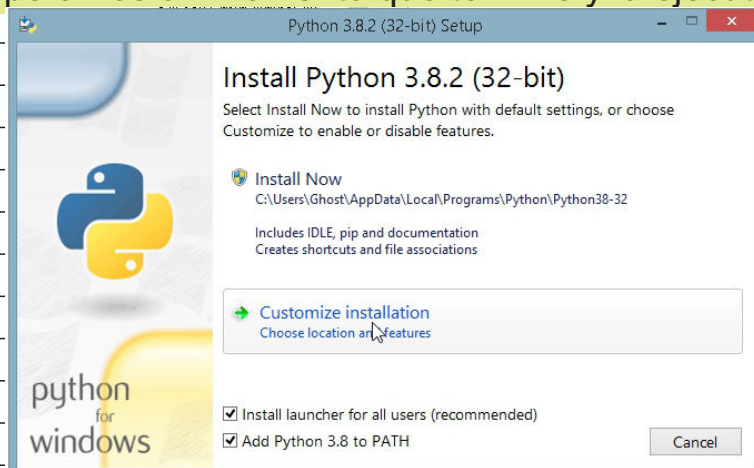 Python 3.8.2 (32-bit) Setup
Install Python 3.8.2 (32-bit)
Select Install Now to install Python with default settings, or choose
Customize to enable or disable features.
Install Now
C:\Users\Ghost\AppData\Local\Programs\Python\Python38-32
Includes IDLE, pip and documentation
Creates shortcuts and file associations
Customize installation
Choose location and features
python
for
windows
Install launcher for all users (recommended)
Add Python 3.8 to PATH
Cancel